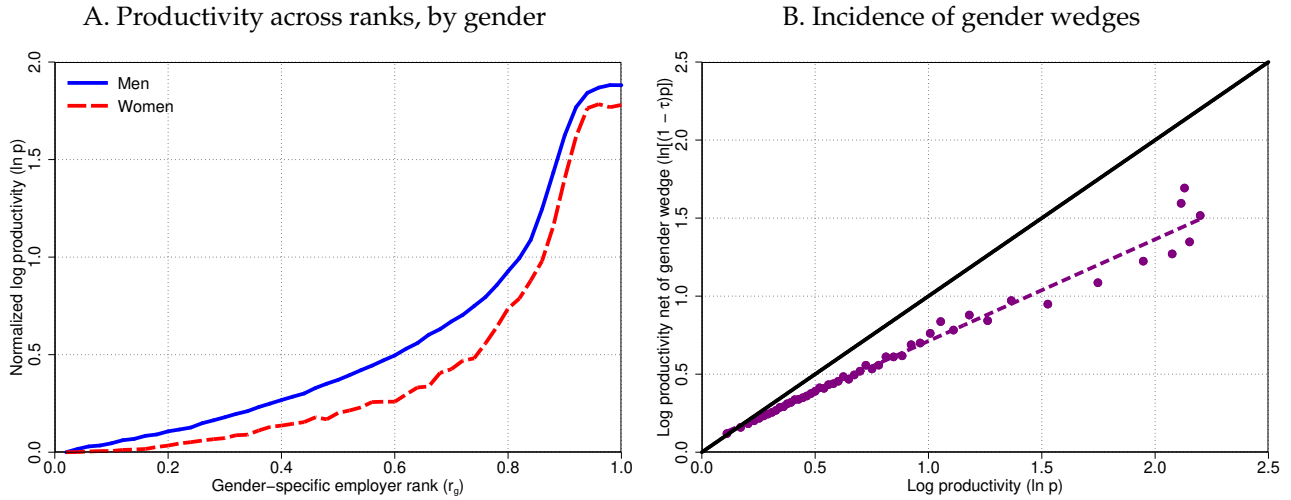 A. Productivity across ranks, by gender
Normalized log productivity (ln p)
2.0
1.5
1.0
0.5
0.0
Men
Women
0.0 0.2 0.4 0.6 0.8 1.0
Gender−specific employer rank (rg)
B. Incidence of gender wedges
Log productivity net of gender wedge (ln[(1 − τ)p])
2.5
2.0
1.5
1.0
0.5
0.0
0.0 0.5 1.0 1.5 2.0 2.5
Log productivity (ln p)